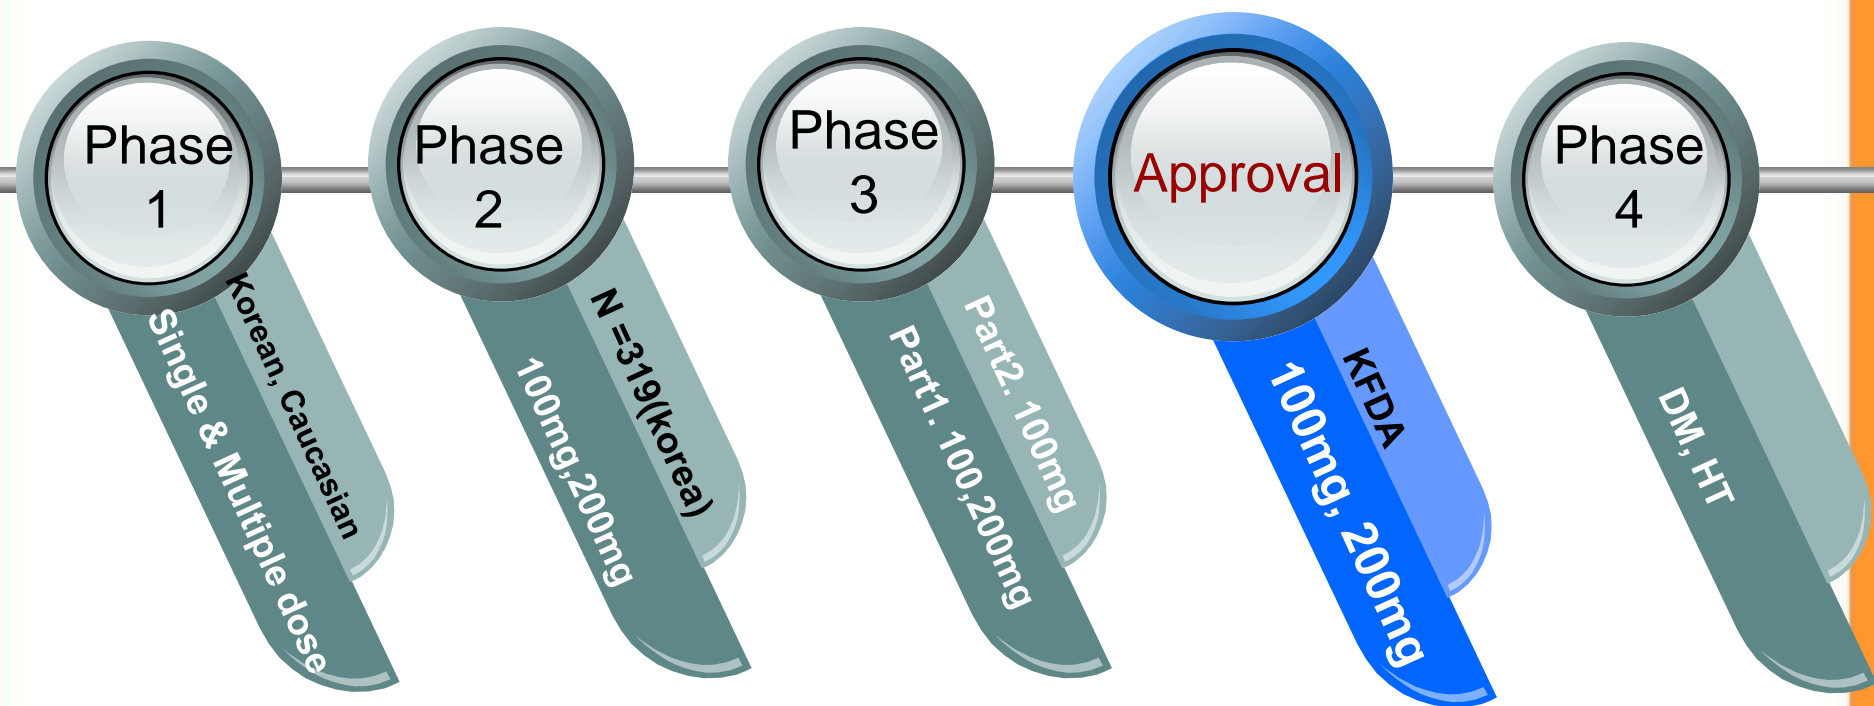 Phase
1
Single & Multiple dose
Korean, Caucasian
Phase
2
100mg,200mg
N =319(korea)
Phase
3
Part1. 100,200mg
Part2. 100mg
Approval
100mg, 200mg
KFDA
Phase
4
DM, HT